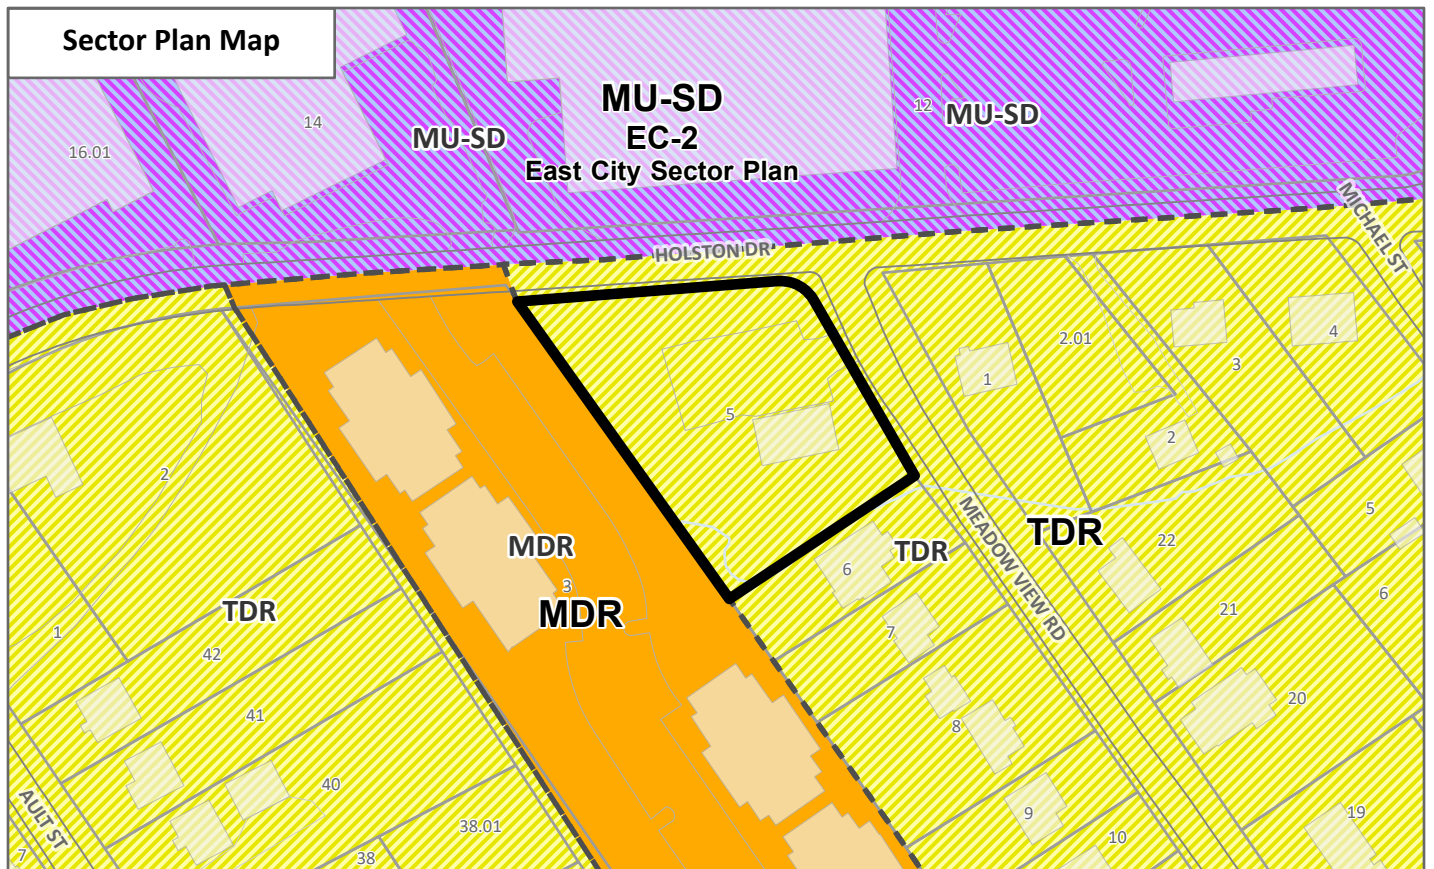 Sector Plan Map
MU-SD
12
MU-SD
14
MU-SD
EC-2
16.01
East City Sector Plan
MICHAEL ST
HOLSTON DR
2.01
4
3
1
5
2
2
5
MEADOW VIEW RD
TDR
22
MDR
TDR
6
3
6
MDR
TDR
21
1
7
42
20
41
8
40
9
19
AULT ST
38.01
10
7
38